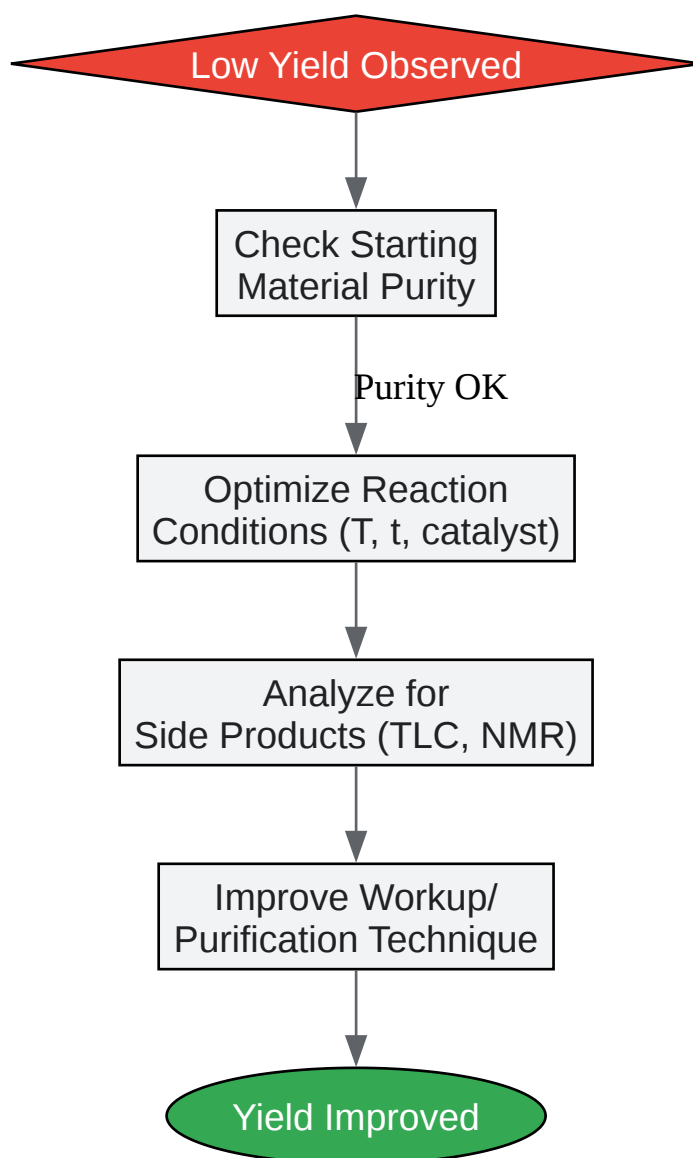 Low Yield Observed
Check Starting
Material Purity
Purity OK
Optimize Reaction
Conditions (T, t, catalyst)
Analyze for
Side Products (TLC, NMR)
Improve Workup/
Purification Technique
Yield Improved